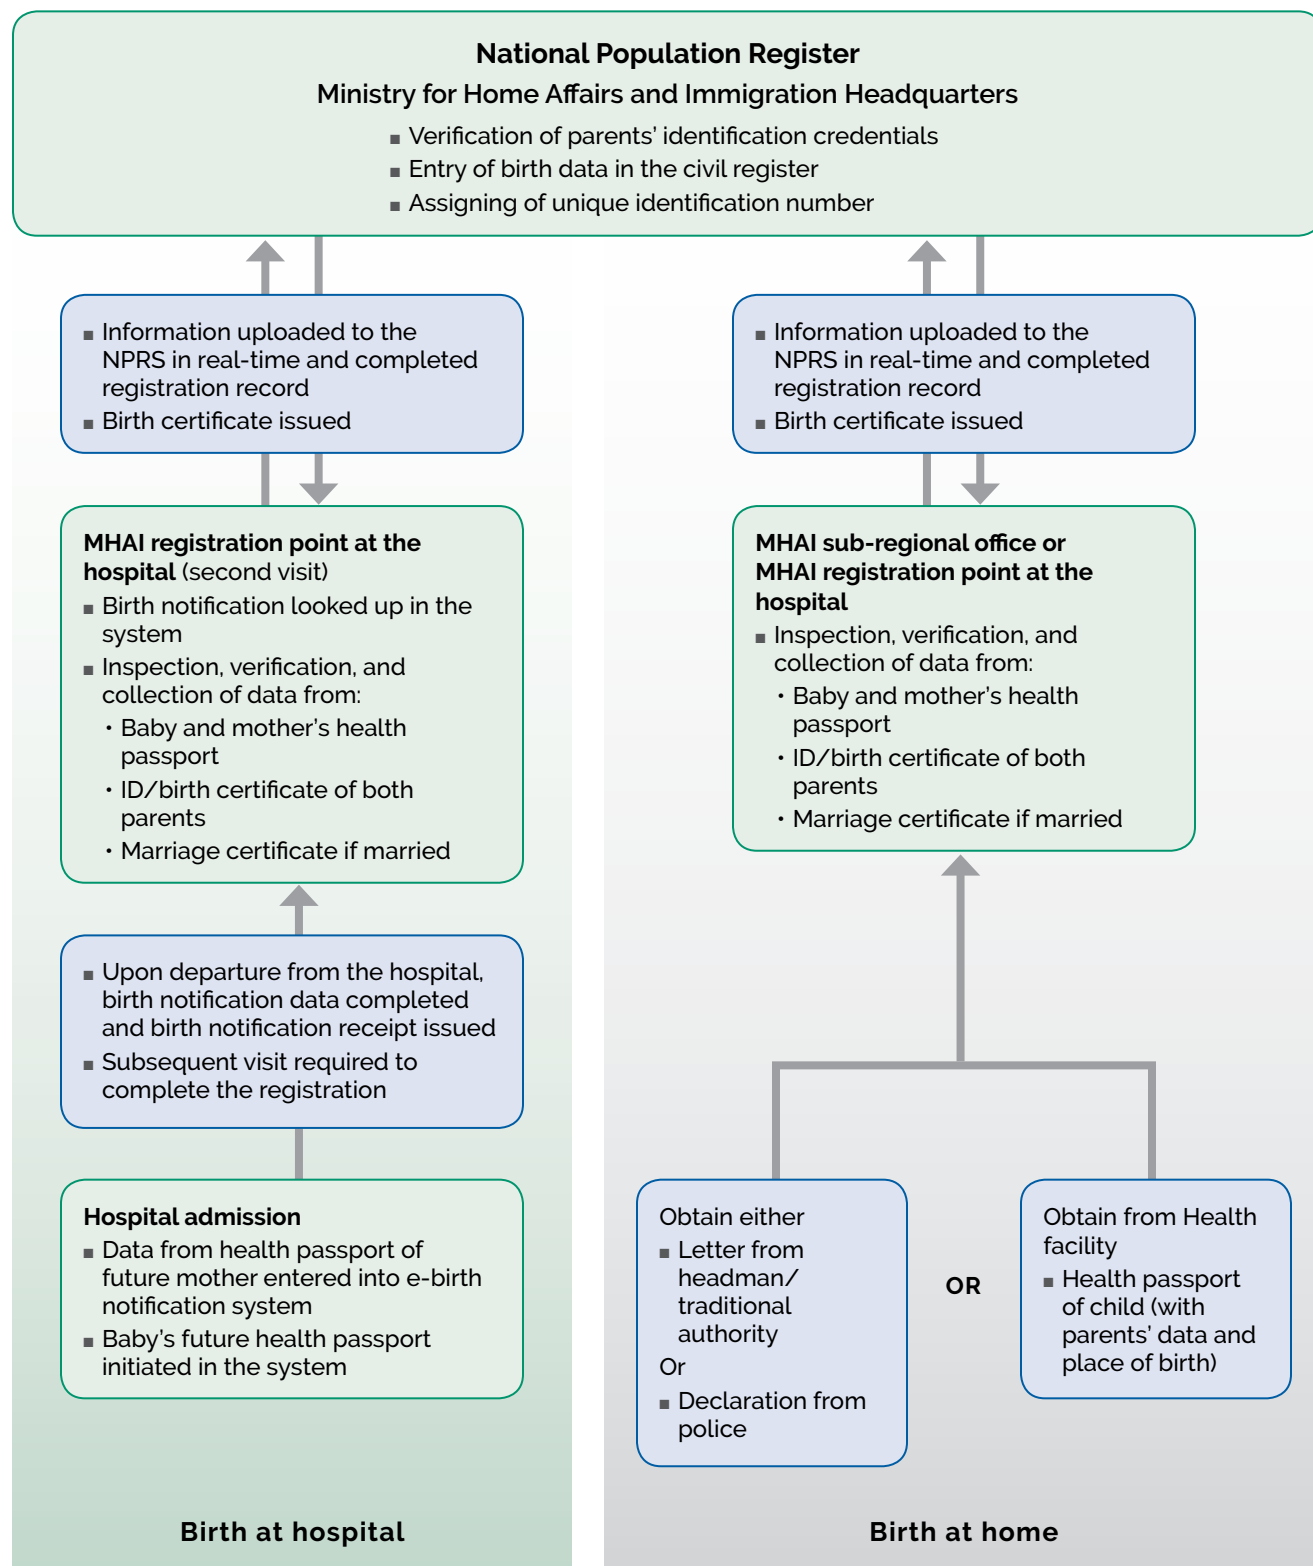 National Population Register
Ministry for Home Affairs and Immigration Headquarters
■ Verification of parents’ identification credentials
■ Entry of birth data in the civil register
■ Assigning of unique identification number
■ Information uploaded to the
NPRS in real-time and completed
registration record
■ Birth certificate issued
MHAI registration point at the
hospital (second visit)
■ Birth notification looked up in the
system
■ Inspection, verification, and
collection of data from:
• Baby and mother’s health
passport
• ID/birth certificate of both
parents
• Marriage certificate if married
■ Upon departure from the hospital,
birth notification data completed
and birth notification receipt issued
■ Subsequent visit required to
complete the registration
Hospital admission
■ Data from health passport of
future mother entered into e-birth
notification system
■ Baby’s future health passport
initiated in the system
Birth at hospital
■ Information uploaded to the
NPRS in real-time and completed
registration record
■ Birth certificate issued
MHAI sub-regional office or
MHAI registration point at the
hospital
■ Inspection, verification, and
collection of data from:
• Baby and mother’s health
passport
• ID/birth certificate of both
parents
• Marriage certificate if married
Obtain either
■ Letter from
headman/
traditional
authority
Or
■ Declaration from
police
OR
Obtain from Health
facility
■ Health passport
of child (with
parents’ data and
place of birth)
Birth at home